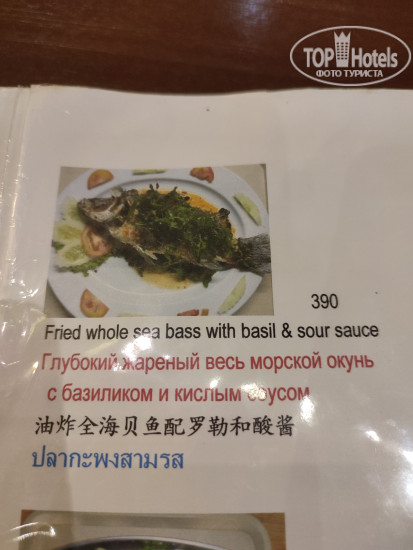 TOP Hotels
ФОТО ТУРИСТА
390
Fried whole sea bass with basil & sour sauce
Глубокий жареный весь морской окунь
с базиликом и кислым соусом
油炸全海贝鱼配罗勒和酸酱
ปลากะพงสามรส